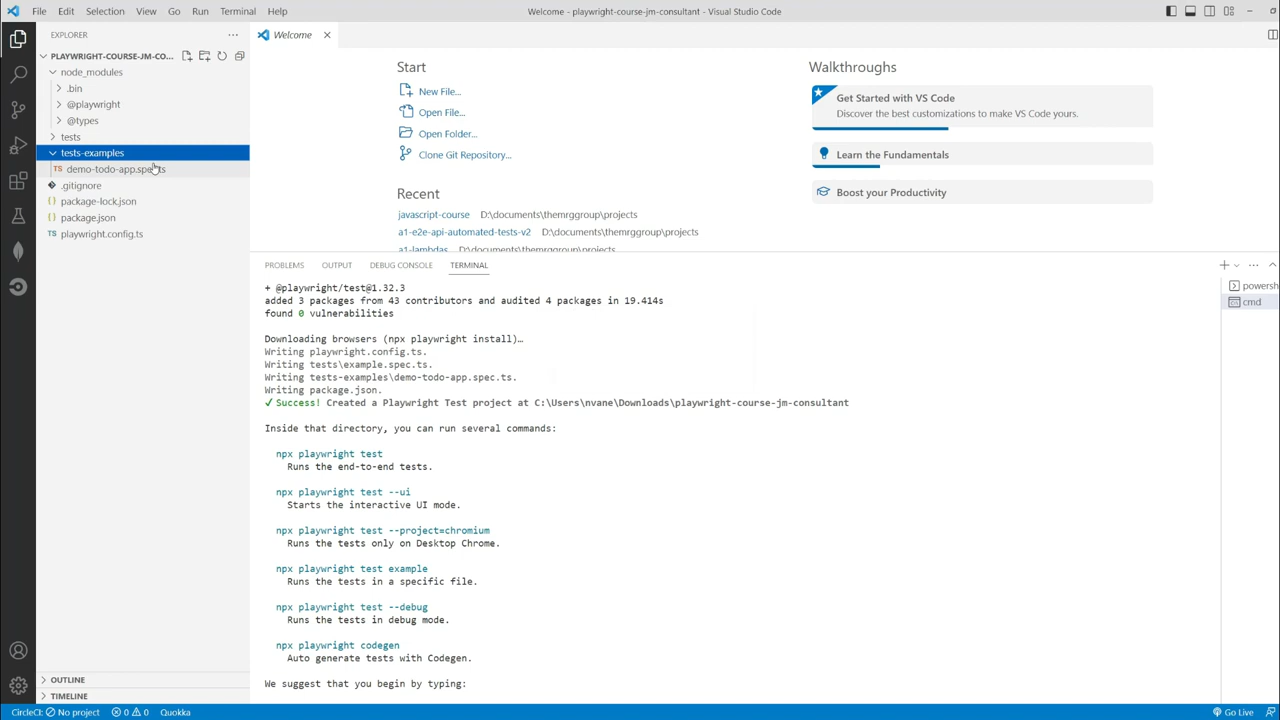 File Edit Selection View Go Run Terminal Help
Welcome - playwright-course-jm-consultant - Visual Studio Code
EXPLORER
PLAYWRIGHT-COURSE-JM-CO...
node_modules
.bin
@playwright
@types
tests
tests-examples
TS demo-todo-app.spec.ts
.gitignore
package-lock.json
package.json
TS playwright.config.ts
OUTLINE
TIMELINE
Welcome
Start
New File...
Open File...
Open Folder...
Clone Git Repository...
Recent
javascript-course D:\documents\themrggroup\projects
a1-e2e-api-automated-tests-v2 D:\documents\themrggroup\projects
a1-lambdas D:\documents\themrggroup\projects
Walkthroughs
Get Started with VS Code
Discover the best customizations to make VS Code yours.
Learn the Fundamentals
Boost your Productivity
PROBLEMS OUTPUT DEBUG CONSOLE TERMINAL
+ @playwright/test@1.32.3
added 3 packages from 43 contributors and audited 4 packages in 19.414s
found 0 vulnerabilities
Downloading browsers (npx playwright install)…
Writing playwright.config.ts.
Writing tests\example.spec.ts.
Writing tests-examples\demo-todo-app.spec.ts.
Writing package.json.
✓ Success! Created a Playwright Test project at C:\Users\nvane\Downloads\playwright-course-jm-consultant
Inside that directory, you can run several commands:
npx playwright test
Runs the end-to-end tests.
npx playwright test --ui
Starts the interactive UI mode.
npx playwright test --project=chromium
Runs the tests only on Desktop Chrome.
npx playwright test example
Runs the tests in a specific file.
npx playwright test --debug
Runs the tests in debug mode.
npx playwright codegen
Auto generate tests with Codegen.
We suggest that you begin by typing:
powersh
cmd
CircleCI: No project 0 0 Quokka
Go Live